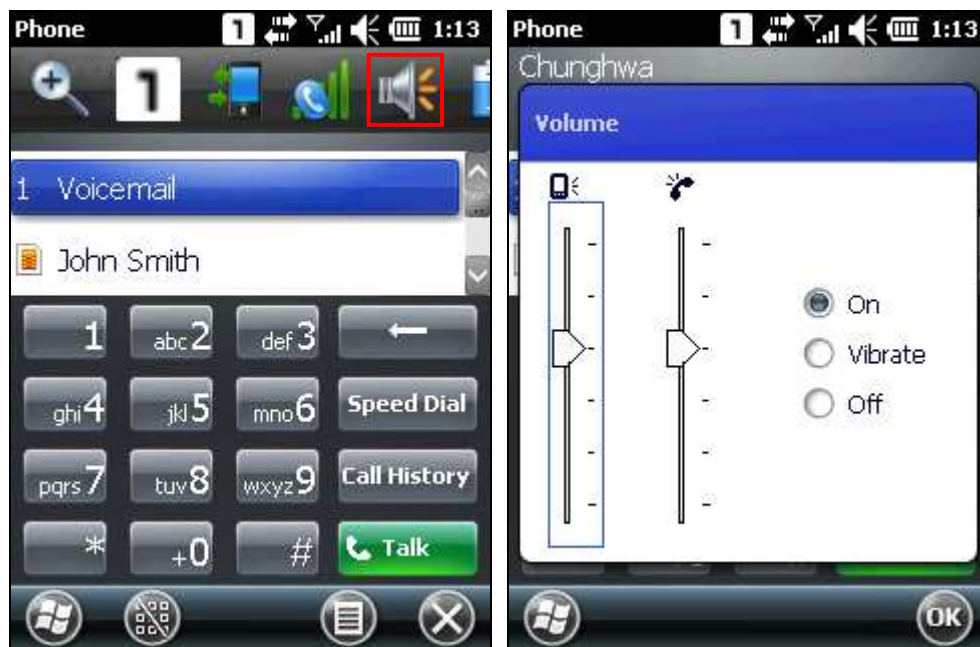 Phone 1 1:13
1
1 Voicemail
John Smith
1 abc2 def3 ←
ghi4 jkl5 mno6 Speed Dial
pqrs7 tuv8 wxyz9 Call History
* +0 # Talk
Phone 1 1:13
Chunghwa
Volume
On
Vibrate
Off
OK